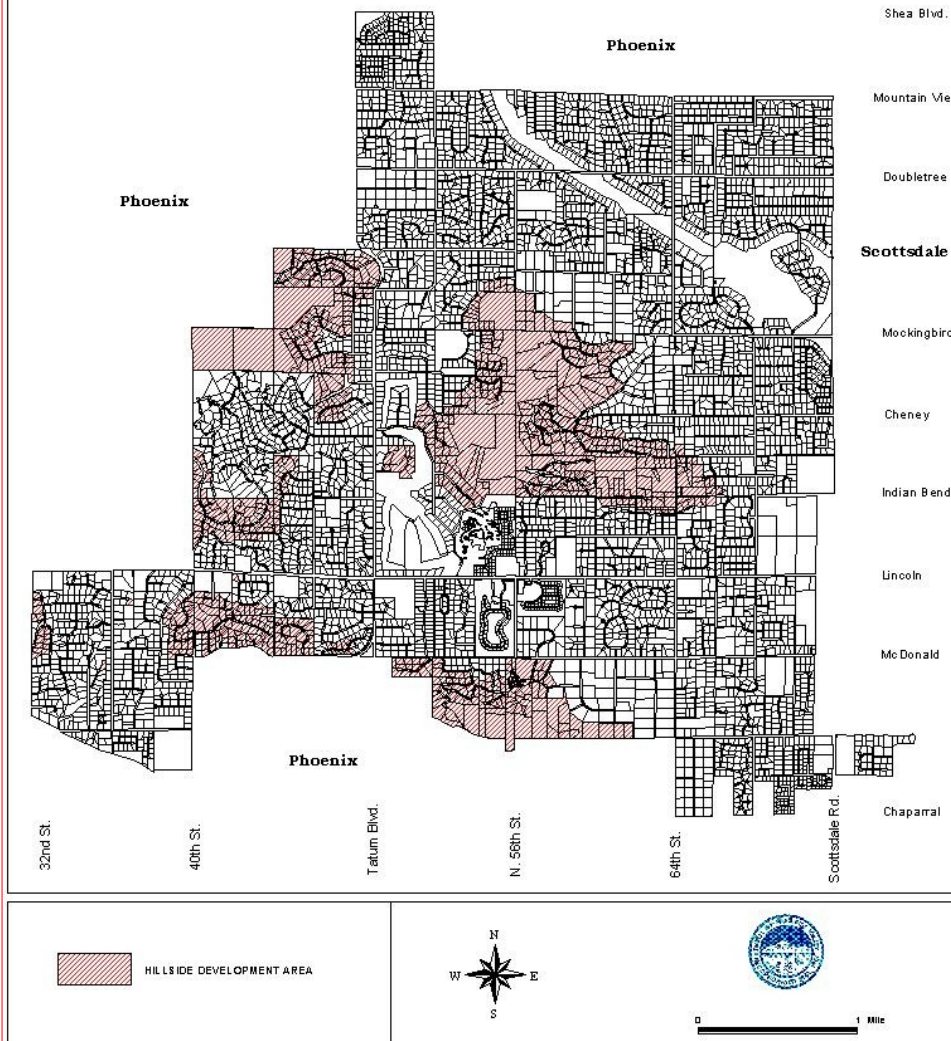 Shea Blvd.
Phoenix
Mountain Vie
Doubletree
Phoenix
Scottsdale
Mockingbird
Cheney
Indian Bend
Lincoln
McDonald
Phoenix
Chaparral
32nd St.
40th St.
Tatum Blvd.
N. 56th St.
64th St.
Scottsdale Rd.
HILLSIDE DEVELOPMENT AREA
N
W E
S
0 1 Mile